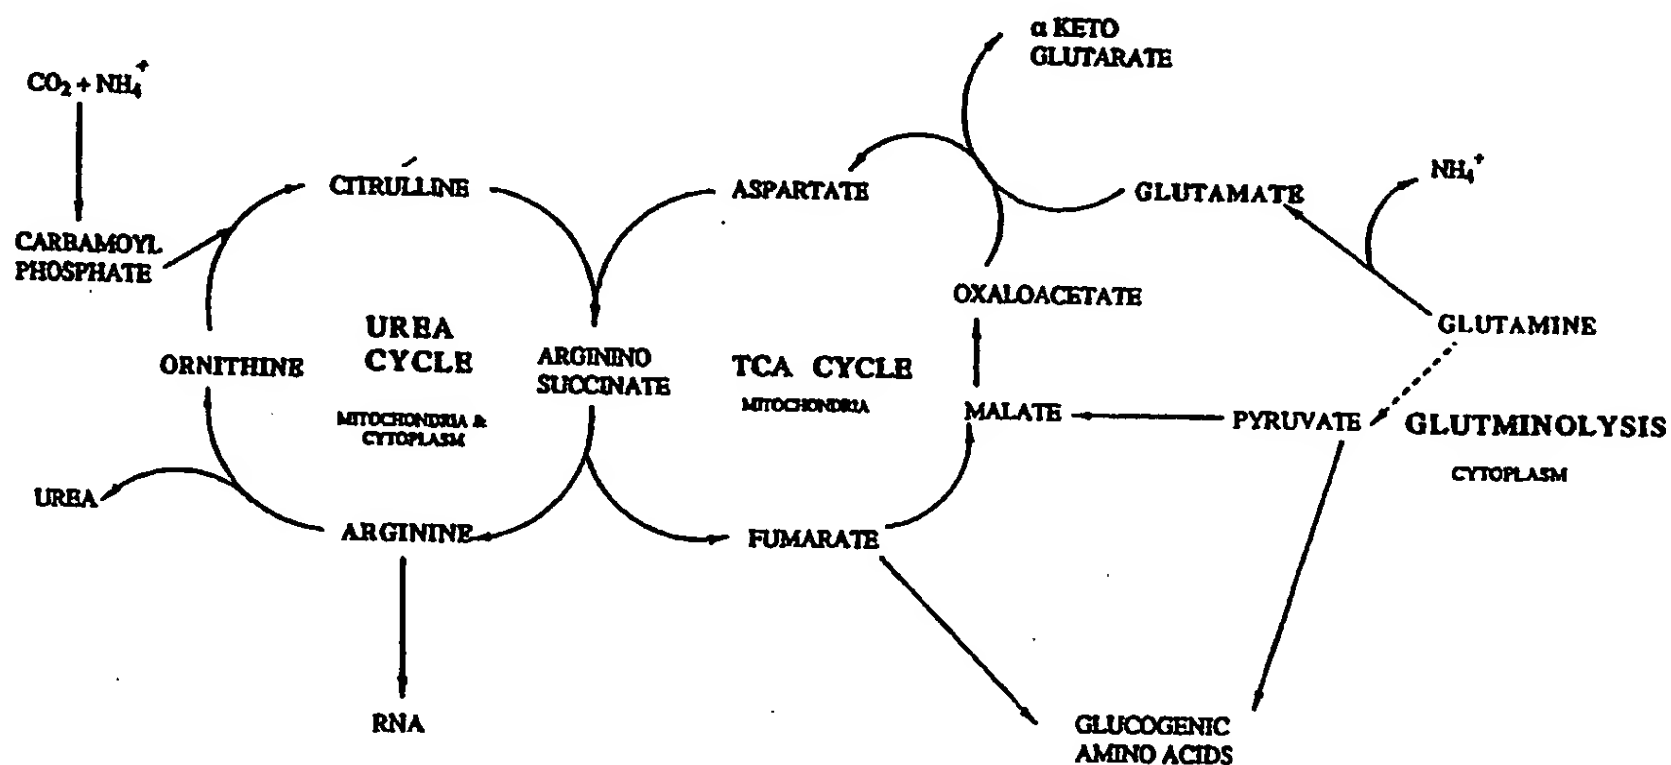 α KETO
GLUTARATE
CO₂ + NH₄⁺
CITRULLINE
ASPARTATE
GLUTAMATE
NH₄⁺
CARBAMOYL
PHOSPHATE
OXALOACETATE
UREA
CYCLE
GLUTAMINE
ORNITHINE
ARGININO
SUCCINATE
TCA CYCLE
MITOCHONDRIA
MITOCHONDRIA &
CYTOPLASM
MALATE
PYRUVATE
GLUTMINOLYSIS
CYTOPLASM
UREA
ARGININE
FUMARATE
RNA
GLUCOGENIC
AMINO ACIDS